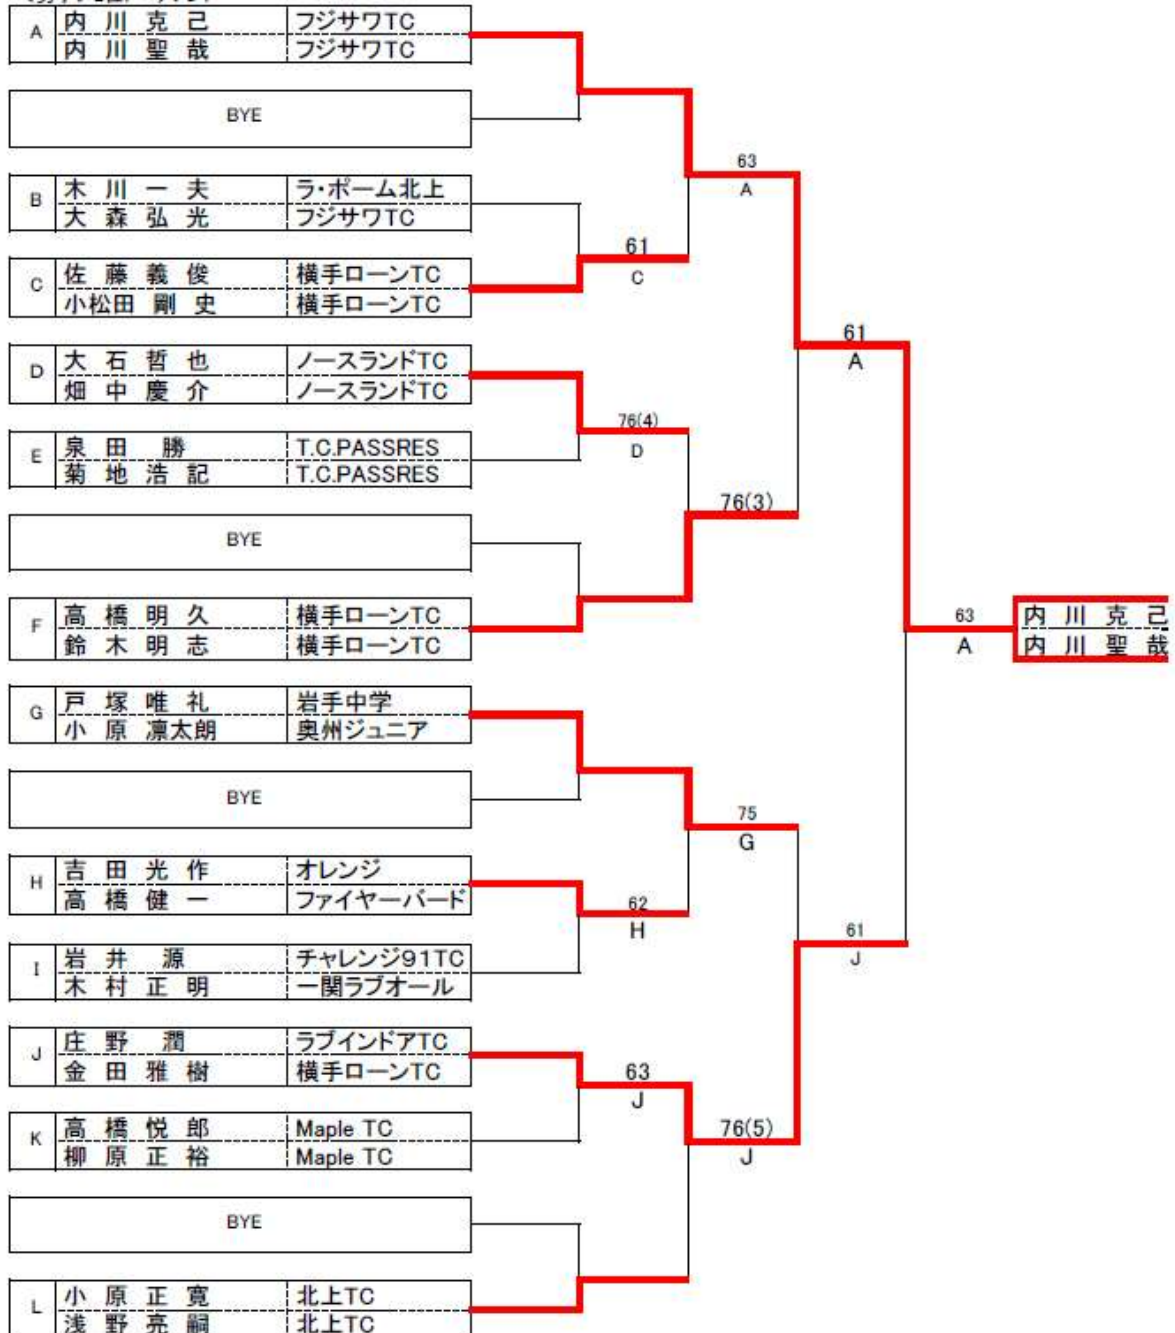 A 内川克己 フジサワTC
内川聖哉 フジサワTC
BYE
63
A
B 木川一夫 ラ・ポーム北上
大森弘光 フジサワTC
61
C
C 佐藤義俊 横手ローンTC
小松田剛史 横手ローンTC
61
A
D 大石哲也 ノースランドTC
畑中慶介 ノースランドTC
76(4)
D
E 泉田勝 T.C.PASSRES
菊地浩記 T.C.PASSRES
76(3)
BYE
F 高橋明久 横手ローンTC
鈴木明志 横手ローンTC
63
A
内川克己
内川聖哉
G 戸塚唯礼 岩手中学
小原凛太朗 奥州ジュニア
BYE
75
G
H 吉田光作 オレンジ
高橋健一 ファイヤーバード
62
H
61
J
I 岩井源 チャレンジ91TC
木村正明 一関ラブオール
J 庄野潤 ラブインドアTC
金田雅樹 横手ローンTC
63
J
K 高橋悦郎 Maple TC
柳原正裕 Maple TC
76(5)
J
BYE
L 小原正寛 北上TC
浅野亮嗣 北上TC